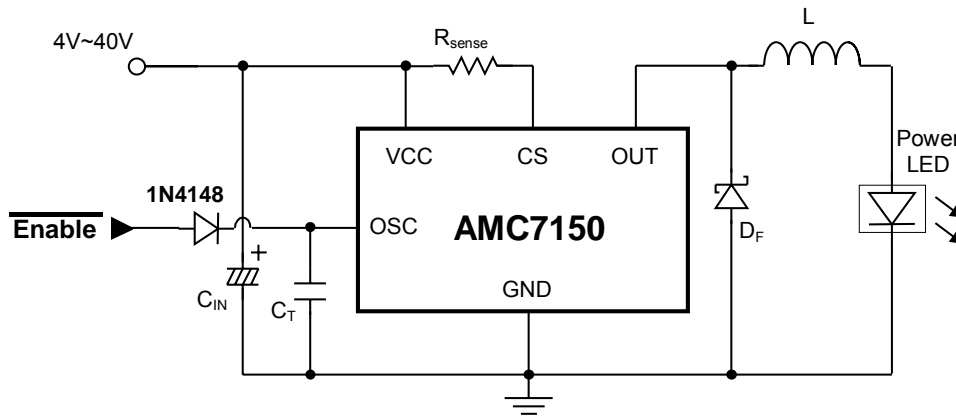 4V~40V
Rsense
L
VCC
CS
OUT
Power
LED
1N4148
Enable
OSC
AMC7150
DF
+
CIN
CT
GND